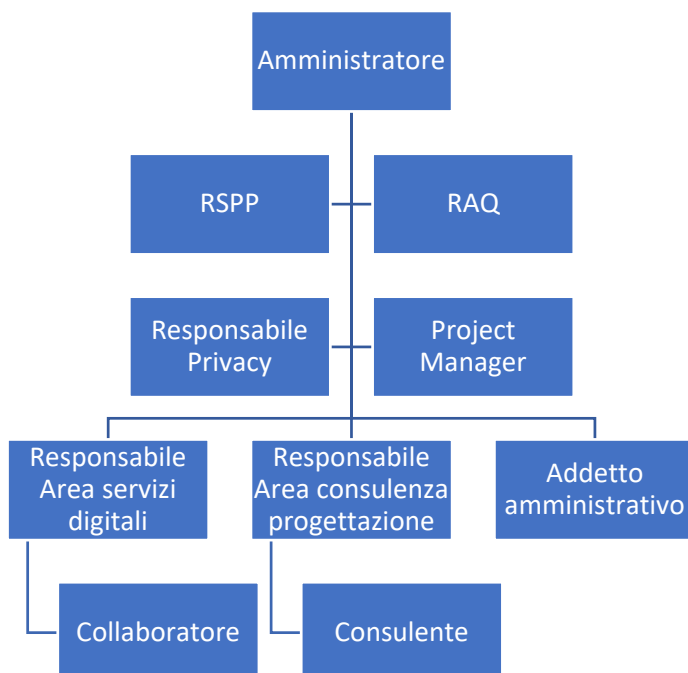 Amministratore
RSPP
RAQ
Responsabile
Privacy
Project
Manager
Responsabile
Area servizi
digitali
Responsabile
Area consulenza
progettazione
Addetto
amministrativo
Collaboratore
Consulente